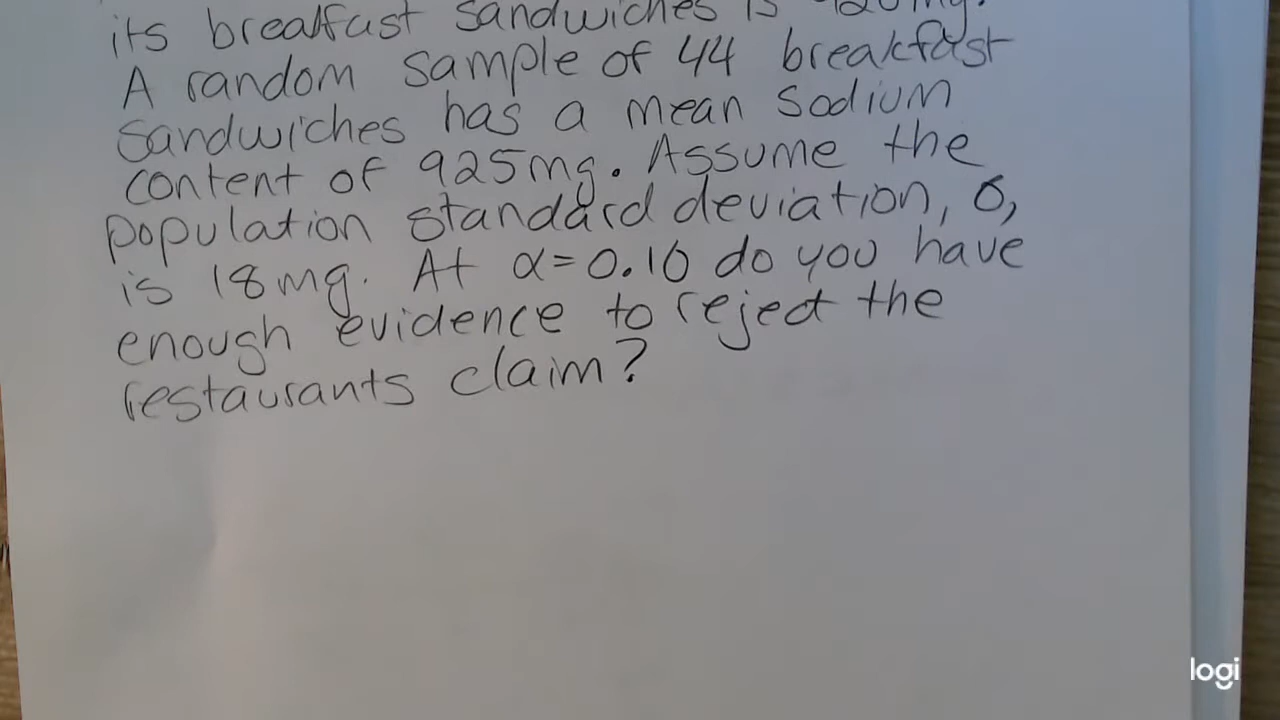 its breakfast sandwiches is
A random sample of 44 breakfast
sandwiches has a mean sodium
content of 925mg. Assume the
population standard deviation, σ,
is 18mg. At α=0.10 do you have
enough evidence to reject the
restaurants claim?
logi